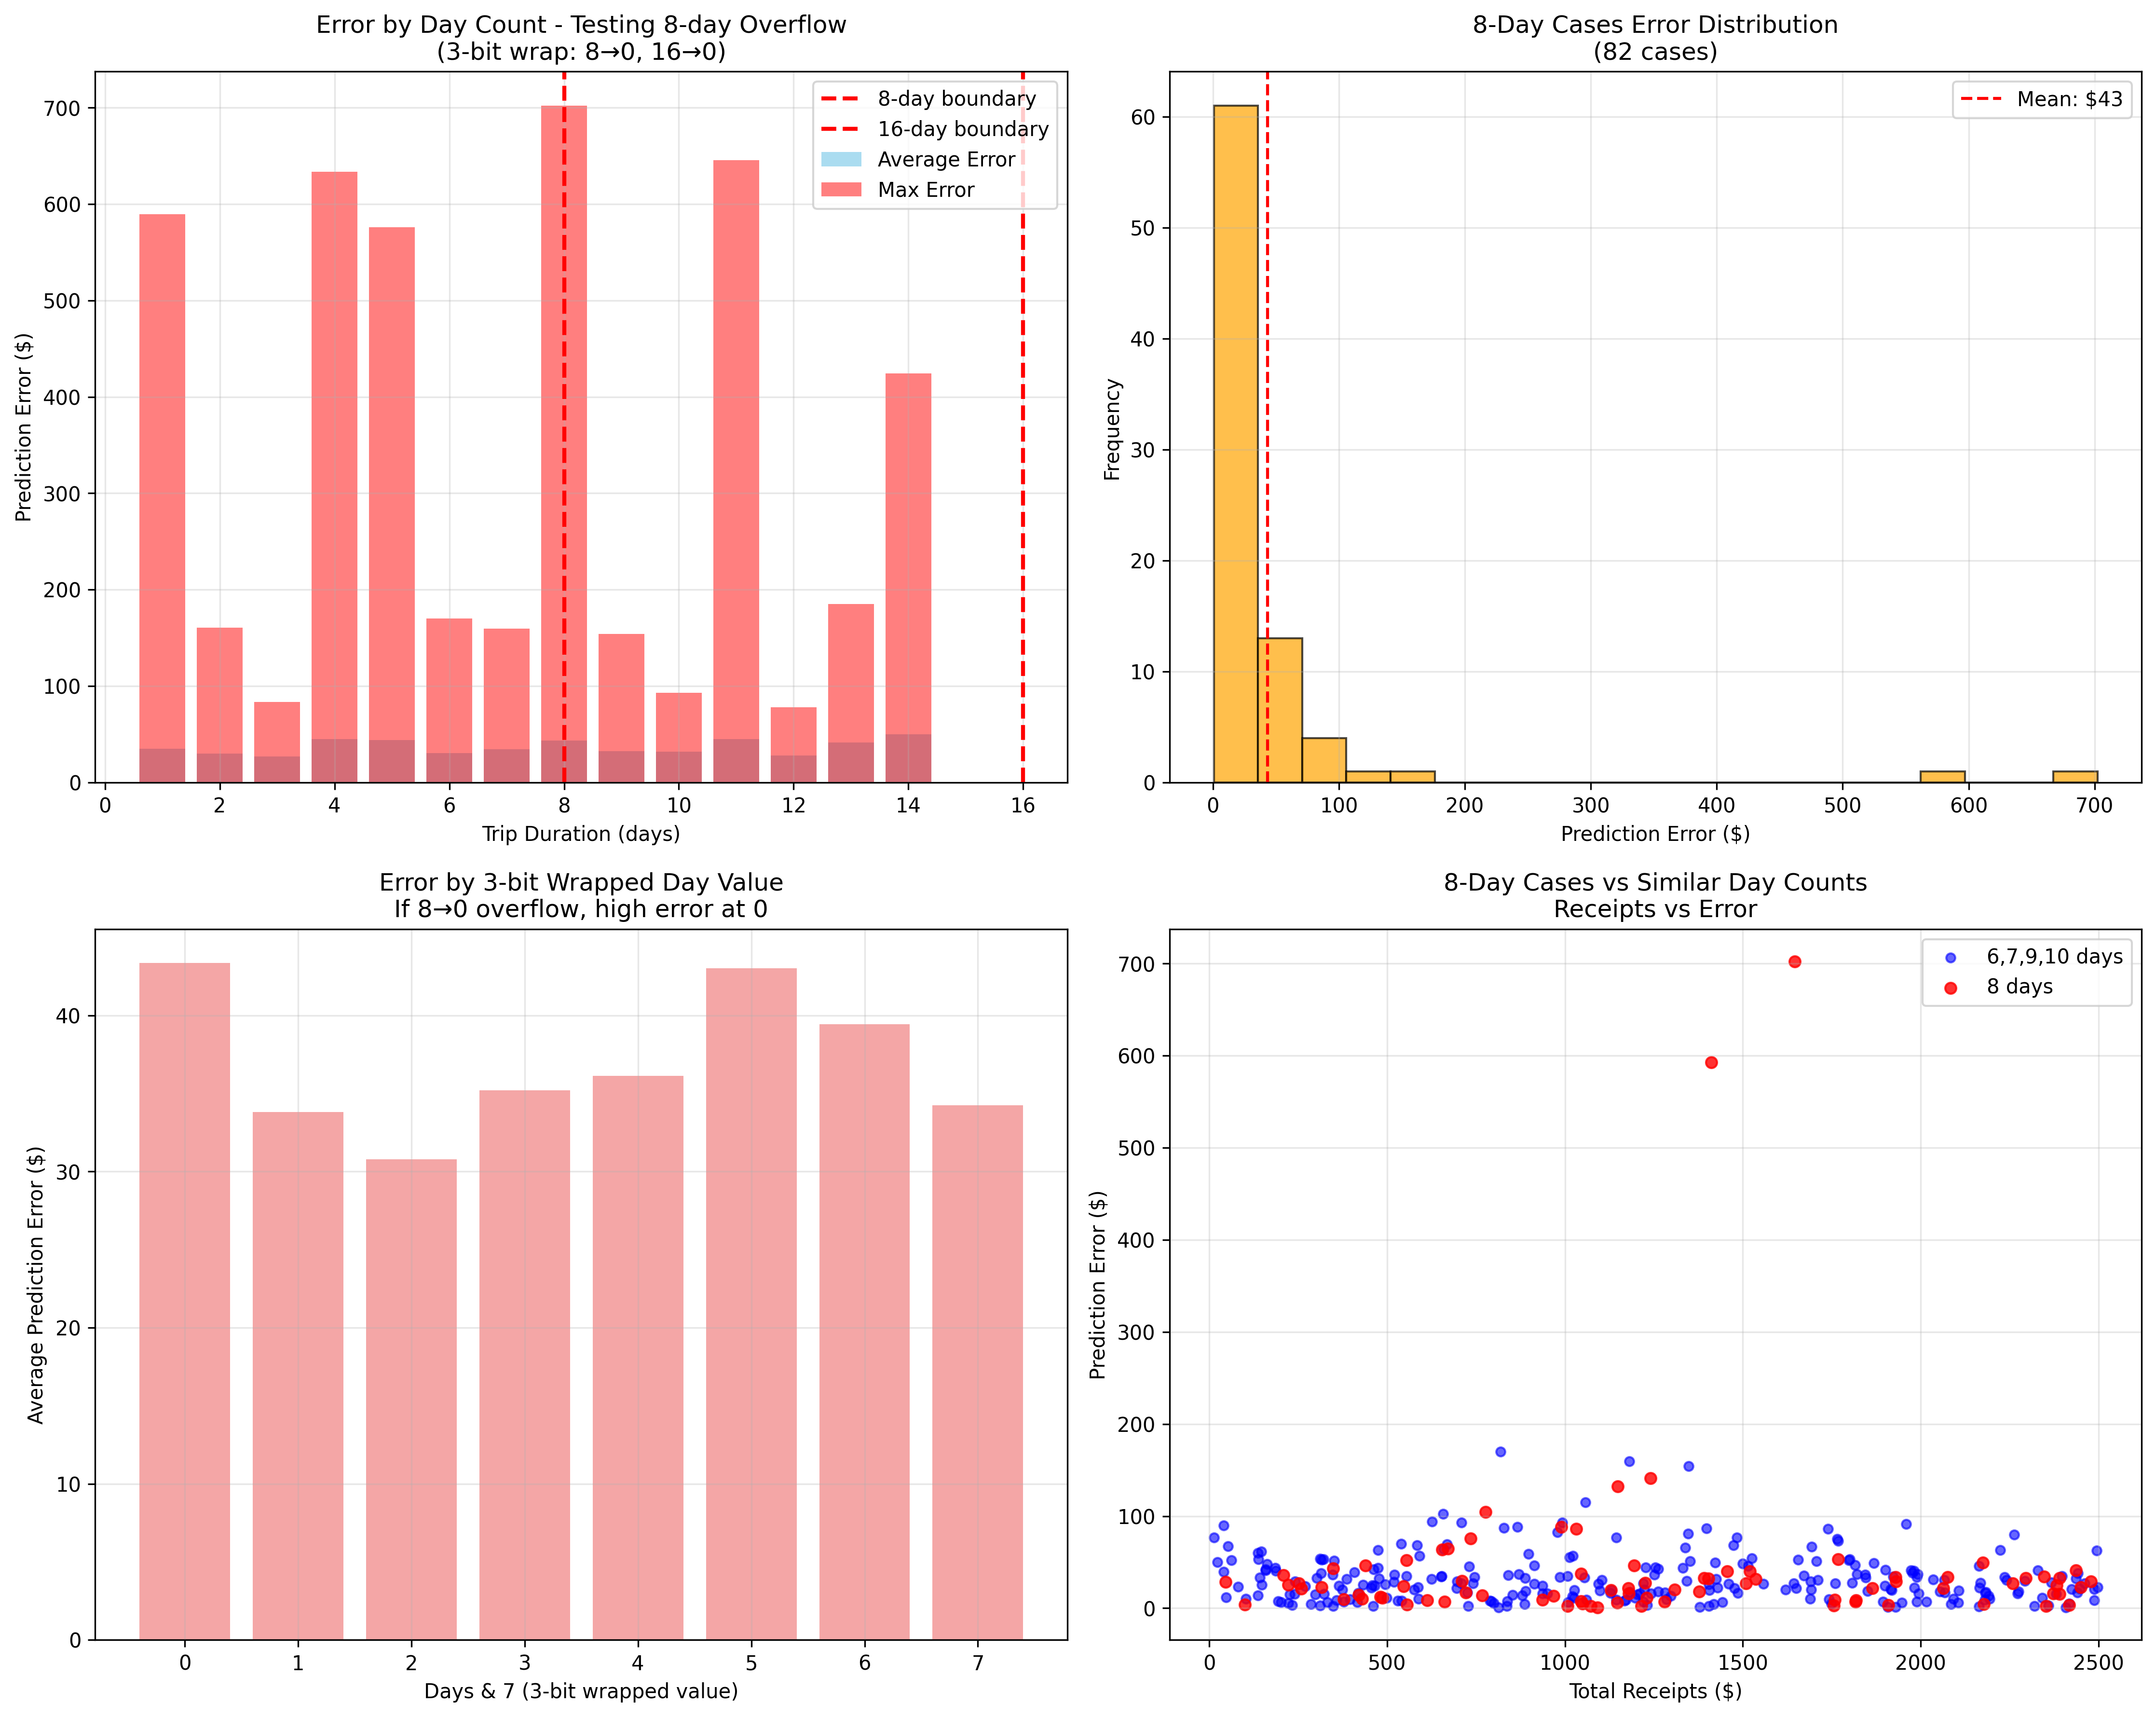 Error by Day Count - Testing 8-day Overflow
(3-bit wrap: 8→0, 16→0)
Prediction Error ($)
700
600
500
400
300
200
100
0
8-day boundary
16-day boundary
Average Error
Max Error
0 2 4 6 8 10 12 14 16
Trip Duration (days)
8-Day Cases Error Distribution
(82 cases)
Frequency
60
50
40
30
20
10
0
Mean: $43
0 100 200 300 400 500 600 700
Prediction Error ($)
Error by 3-bit Wrapped Day Value
If 8→0 overflow, high error at 0
Average Prediction Error ($)
40
30
20
10
0
0 1 2 3 4 5 6 7
Days & 7 (3-bit wrapped value)
8-Day Cases vs Similar Day Counts
Receipts vs Error
Prediction Error ($)
700
600
500
400
300
200
100
0
6,7,9,10 days
8 days
0 500 1000 1500 2000 2500
Total Receipts ($)